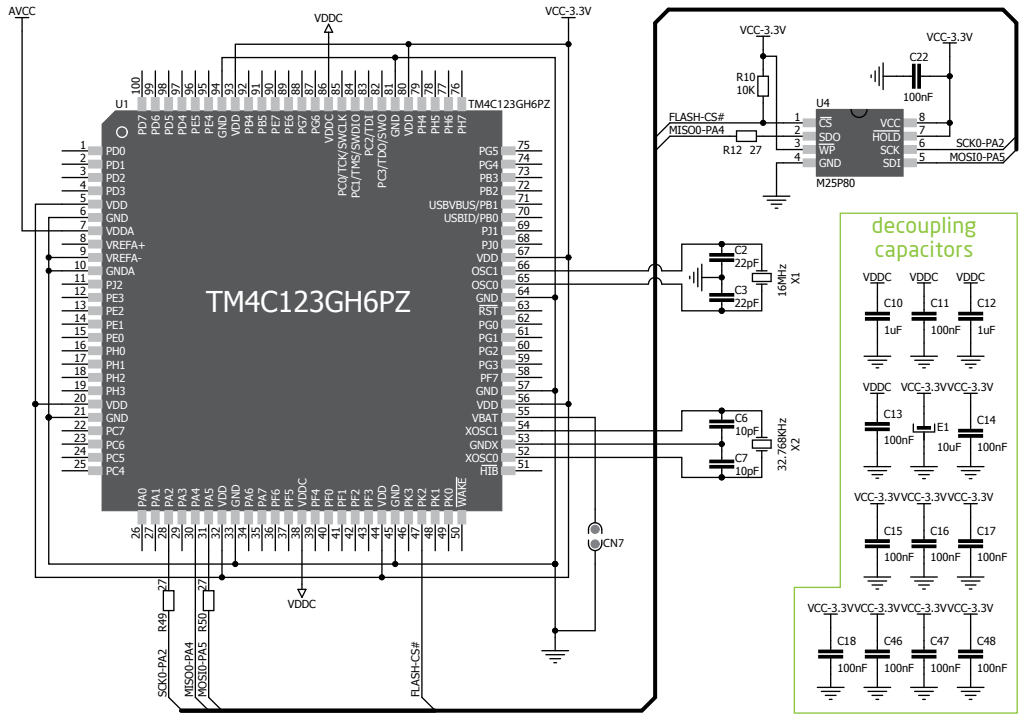 AVCC
VDDC
VCC-3.3V
100 99 98 97 96 95 94 93 92 91 90 89 88 87 86 85 84 83 82 81 80 79 78 77 76
U1
TM4C123GH6PZ
PD7 PD6 PD5 PD4 PE5 PE4 GND VDD PB4 PB5 PE7 PE6 PG7 PG6 VDDC PC0/TCK/SWCLK PC1/TMS/SWDIO PC2/TDI PC3/TDO/SWO GND VDD PH4 PH5 PH6 PH7
1 PD0
2 PD1
3 PD2
4 PD3
5 VDD
6 GND
7 VDDA
8 VREFA+
9 VREFA-
10 GNDA
11 PJ2
12 PE3
13 PE2
14 PE1
15 PE0
16 PH0
17 PH1
18 PH2
19 PH3
20 VDD
21 GND
22 PC7
23 PC6
24 PC5
25 PC4
TM4C123GH6PZ
PG5 75
PG4 74
PB3 73
PB2 72
USBVBUS/PB1 71
USBID/PB0 70
PJ1 69
PJ0 68
VDD 67
OSC1 66
OSC0 65
GND 64
RST 63
PG0 62
PG1 61
PG2 60
PG3 59
PF7 58
GND 57
VDD 56
VBAT 55
XOSC1 54
GNDX 53
XOSC0 52
HIB 51
PA0 PA1 PA2 PA3 PA4 PA5 VDD GND PA6 PA7 PF6 PF5 VDDC PF4 PF0 PF1 PF2 PF3 VDD GND PK3 PK2 PK1 PK0 WAKE
26 27 28 29 30 31 32 33 34 35 36 37 38 39 40 41 42 43 44 45 46 47 48 49 50
R49 27
R50 27
VDDC
SCK0-PA2
MISO0-PA4
MOSI0-PA5
FLASH-CS#
CN7
C2
22pF
C3
22pF
16MHz
X1
C6
10pF
C7
10pF
32.768KHz
X2
VCC-3.3V
VCC-3.3V
R10
10K
C22
100nF
U4
FLASH-CS#
MISO0-PA4
R12 27
1 CS
2 SDO
3 WP
4 GND
VCC 8
HOLD 7
SCK 6
SDI 5
SCK0-PA2
MOSI0-PA5
M25P80
decoupling
capacitors
VDDC VDDC VDDC
C10 C11 C12
1uF 100nF 1uF
VDDC VCC-3.3V VCC-3.3V
C13 E1 C14
100nF 10uF 100nF
VCC-3.3V VCC-3.3V VCC-3.3V
C15 C16 C17
100nF 100nF 100nF
VCC-3.3V VCC-3.3V VCC-3.3V VCC-3.3V
C18 C46 C47 C48
100nF 100nF 100nF 100nF